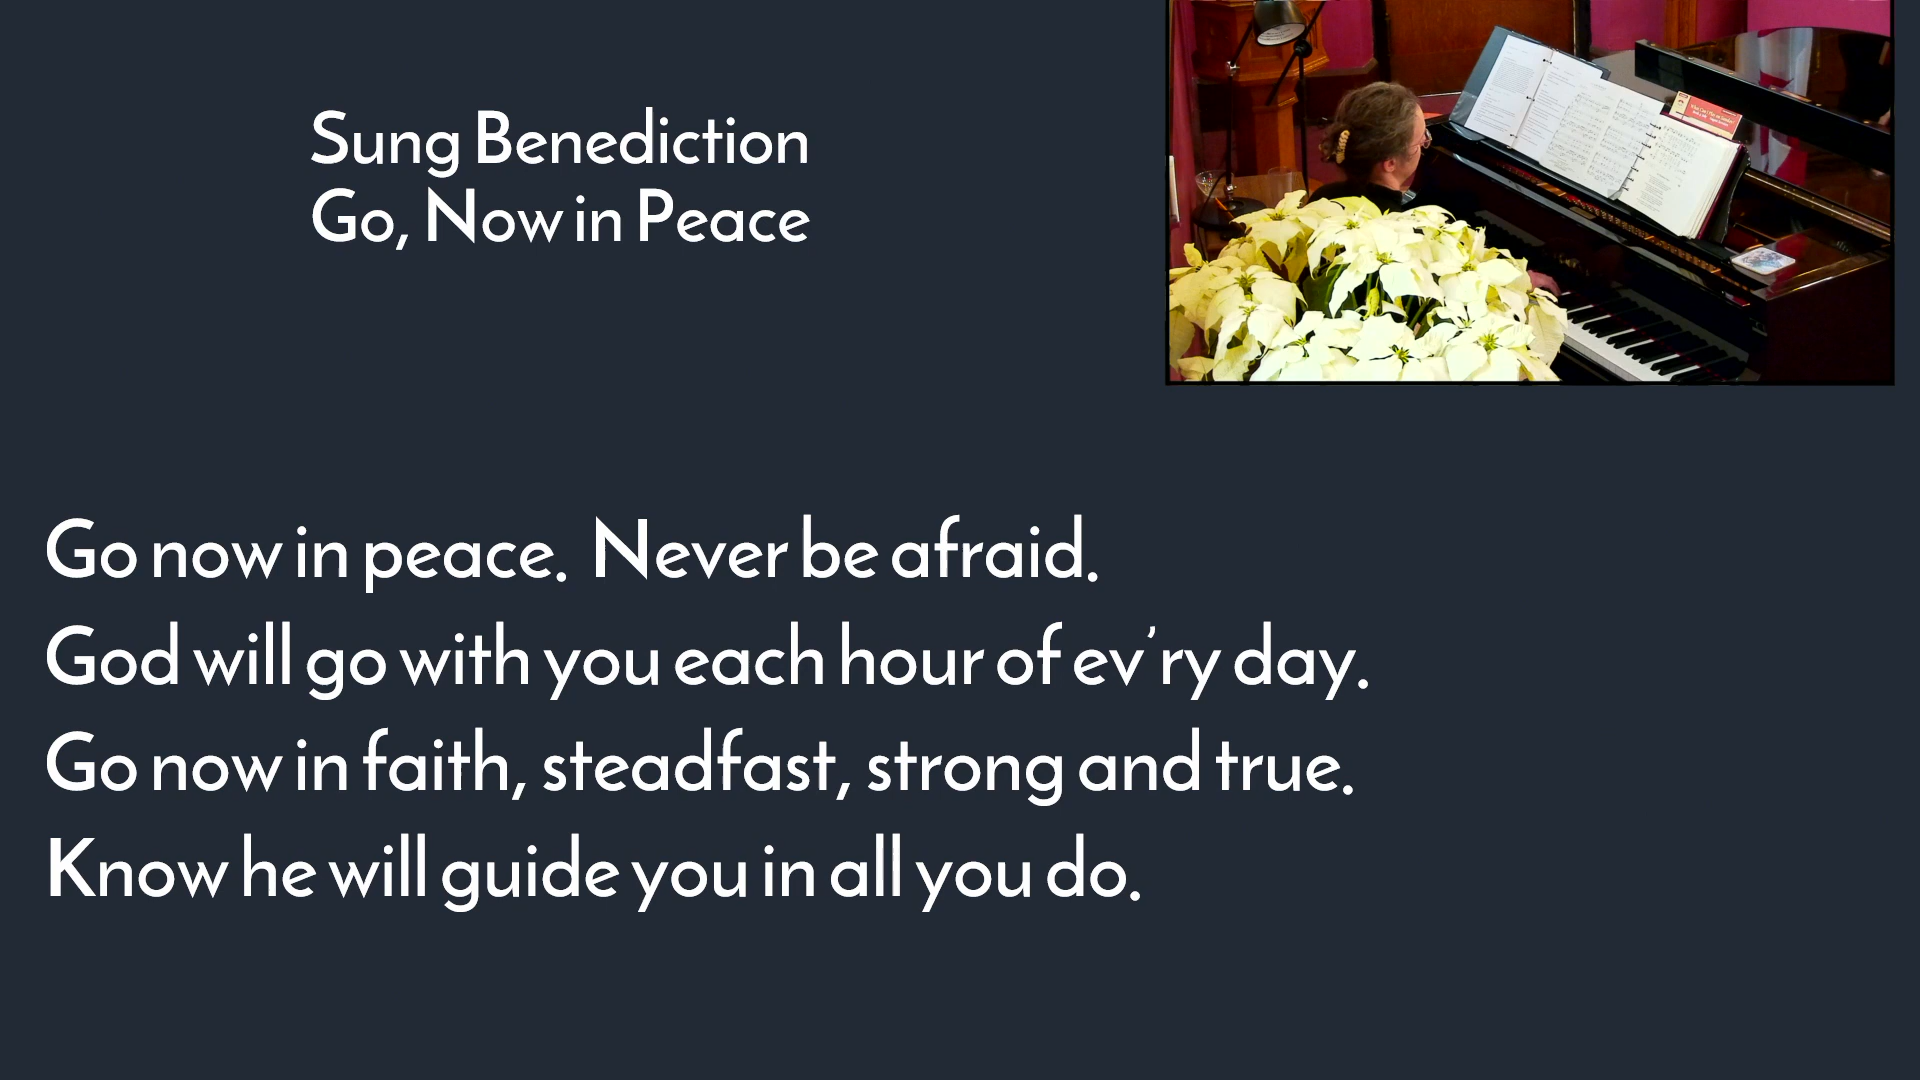 Sung Benediction
Go, Now in Peace
Go now in peace.  Never be afraid.
God will go with you each hour of ev’ry day.
Go now in faith, steadfast, strong and true.
Know he will guide you in all you do.